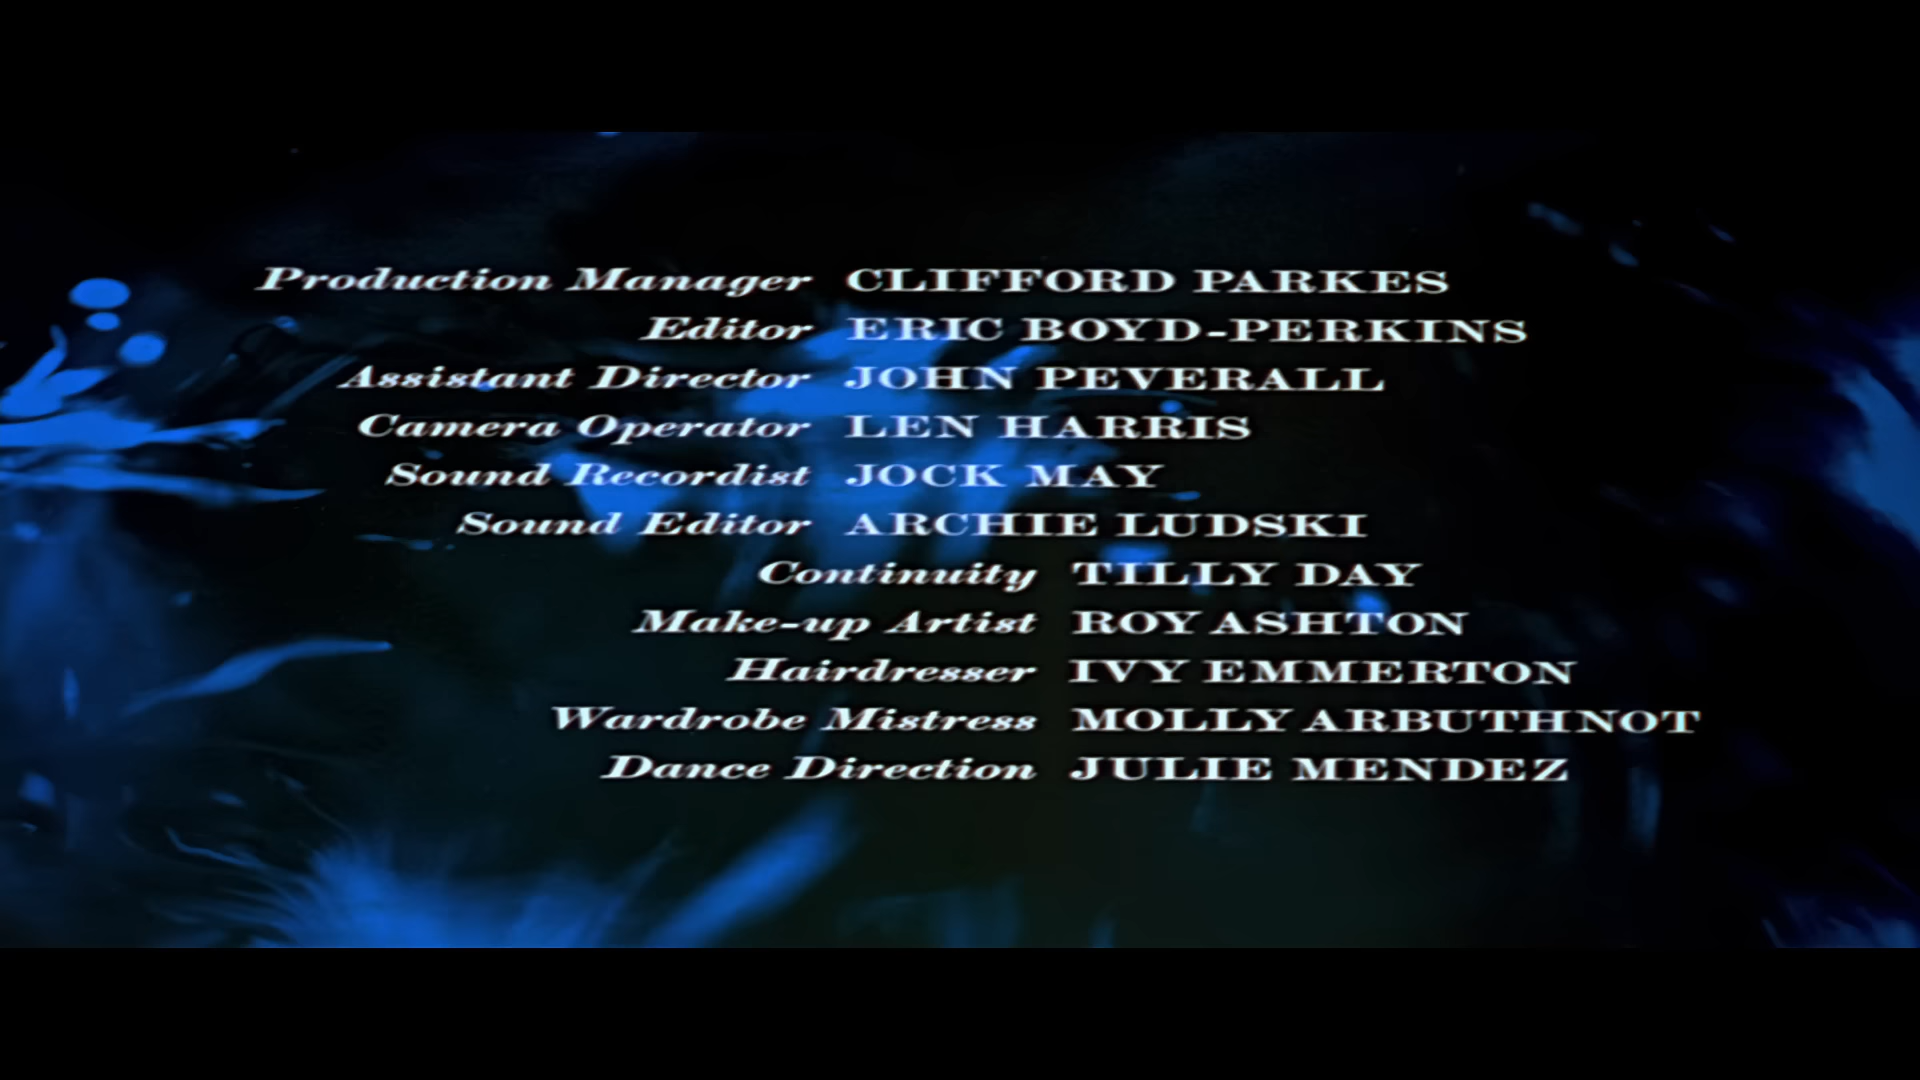 Production Manager CLIFFORD PARKES
Editor ERIC BOYD-PERKINS
Assistant Director JOHN PEVERALL
Camera Operator LEN HARRIS
Sound Recordist JOCK MAY
Sound Editor ARCHIE LUDSKI
Continuity TILLY DAY
Make-up Artist ROY ASHTON
Hairdresser IVY EMMERTON
Wardrobe Mistress MOLLY ARBUTHNOT
Dance Direction JULIE MENDEZ